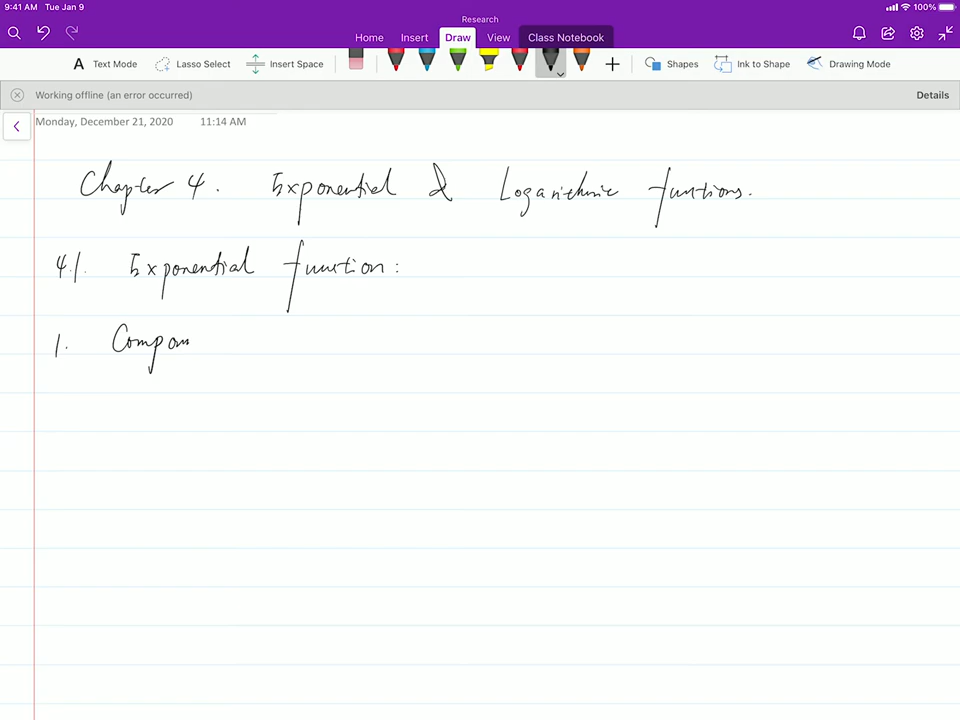 9:41 AM Tue Jan 9
100%
Research
Home Insert Draw View Class Notebook
Text Mode Lasso Select Insert Space Shapes Ink to Shape Drawing Mode
Working offline (an error occurred) Details
Monday, December 21, 2020 11:14 AM
Chapter 4. Exponential & Logarithmic functions.
4.1. Exponential function:
1. Compou